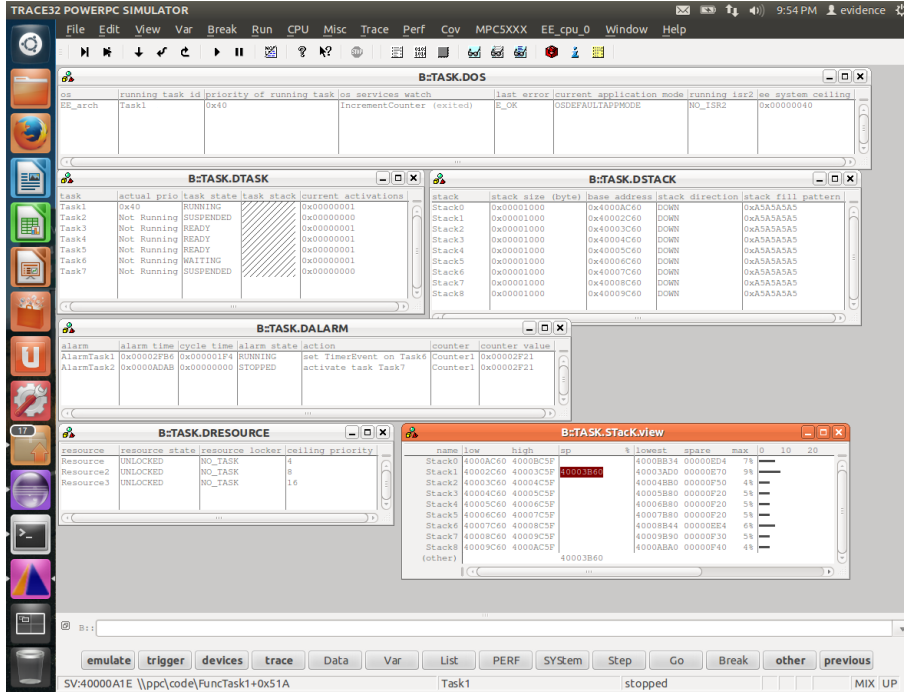 TRACE32 POWERPC SIMULATOR 9:54 PM evidence
File Edit View Var Break Run CPU Misc Trace Perf Cov MPC5XXX EE_cpu_0 Window Help
B::TASK.DOS
os running task id priority of running task os services watch last error current application mode running isr2 ee system ceiling
EE_arch Task1 0x40 IncrementCounter (exited) E_OK OSDEFAULTAPPMODE NO_ISR2 0x00000040
B::TASK.DTASK
task actual prio task state task stack current activations
Task1 0x40 RUNNING 0x00000001
Task2 Not Running SUSPENDED 0x00000000
Task3 Not Running READY 0x00000001
Task4 Not Running READY 0x00000001
Task5 Not Running READY 0x00000001
Task6 Not Running WAITING 0x00000001
Task7 Not Running SUSPENDED 0x00000000
B::TASK.DSTACK
stack stack size (byte) base address stack direction stack fill pattern
Stack0 0x00001000 0x4000AC60 DOWN 0xA5A5A5A5
Stack1 0x00001000 0x40002C60 DOWN 0xA5A5A5A5
Stack2 0x00001000 0x40003C60 DOWN 0xA5A5A5A5
Stack3 0x00001000 0x40004C60 DOWN 0xA5A5A5A5
Stack4 0x00001000 0x40005C60 DOWN 0xA5A5A5A5
Stack5 0x00001000 0x40006C60 DOWN 0xA5A5A5A5
Stack6 0x00001000 0x40007C60 DOWN 0xA5A5A5A5
Stack7 0x00001000 0x40008C60 DOWN 0xA5A5A5A5
Stack8 0x00001000 0x40009C60 DOWN 0xA5A5A5A5
B::TASK.DALARM
alarm alarm time cycle time alarm state action counter counter value
AlarmTask1 0x00002FB6 0x000001F4 RUNNING set TimerEvent on Task6 Counter1 0x00002F21
AlarmTask2 0x0000ADAB 0x00000000 STOPPED activate task Task7 Counter1 0x00002F21
B::TASK.DRESOURCE
resource resource state resource locker ceiling priority
Resource UNLOCKED NO_TASK 4
Resource2 UNLOCKED NO_TASK 8
Resource3 UNLOCKED NO_TASK 16
B::TASK.STacK.view
name low high sp % lowest spare max 0 10 20
Stack0 4000AC60 4000BC5F 4000BB34 00000ED4 7%
Stack1 40002C60 40003C5F 40003B60 40003AD0 00000E70 9%
Stack2 40003C60 40004C5F 40004BB0 00000F50 4%
Stack3 40004C60 40005C5F 40005B80 00000F20 5%
Stack4 40005C60 40006C5F 40006B80 00000F20 5%
Stack5 40006C60 40007C5F 40007B80 00000F20 5%
Stack6 40007C60 40008C5F 40008B44 00000EE4 6%
Stack7 40008C60 40009C5F 40009B90 00000F30 5%
Stack8 40009C60 4000AC5F 4000ABA0 00000F40 4%
(other) 40003B60
17
B::
emulate trigger devices trace Data Var List PERF SYStem Step Go Break other previous
SV:40000A1E \\ppc\code\FuncTask1+0x51A Task1 stopped MIX UP